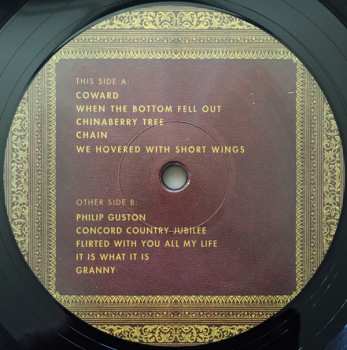 THIS SIDE A:
COWARD
WHEN THE BOTTOM FELL OUT
CHINABERRY TREE
CHAIN
WE HOVERED WITH SHORT WINGS
OTHER SIDE B:
PHILIP GUSTON
CONCORD COUNTRY JUBILEE
FLIRTED WITH YOU ALL MY LIFE
IT IS WHAT IT IS
GRANNY